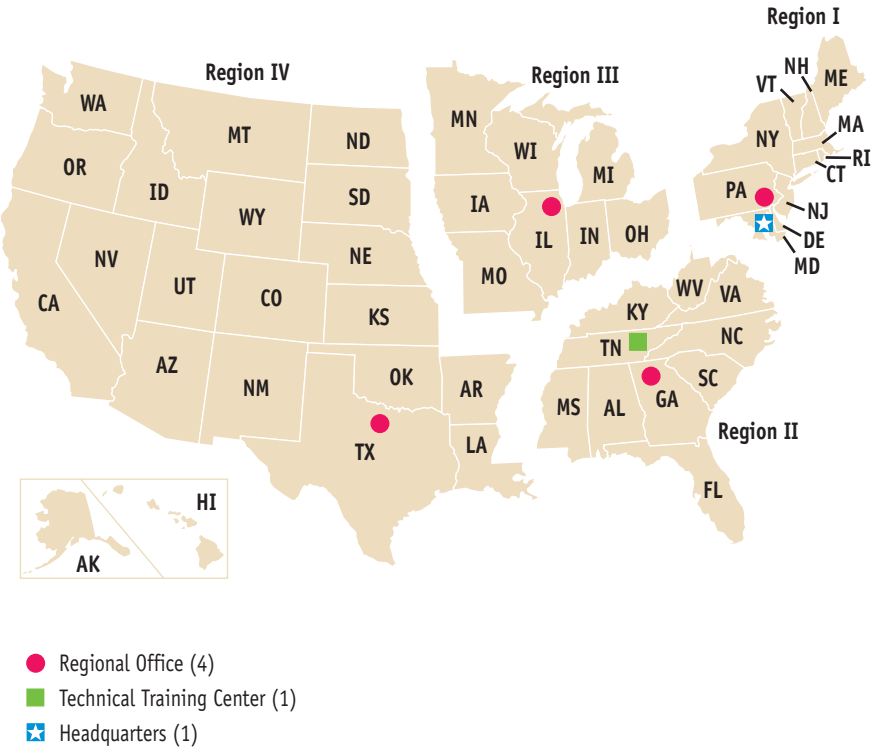 Region I
Region IV
Region III
NH
ME
VT
WA
MT
ND
MN
WI
MI
NY
MA
RI
CT
OR
ID
WY
SD
IA
PA
NJ
NV
UT
CO
NE
IL
IN
OH
DE
MD
CA
KS
MO
WV
VA
KY
AZ
NM
OK
AR
TN
NC
SC
MS
AL
GA
TX
LA
Region II
FL
HI
AK
Regional Office (4)
Technical Training Center (1)
Headquarters (1)